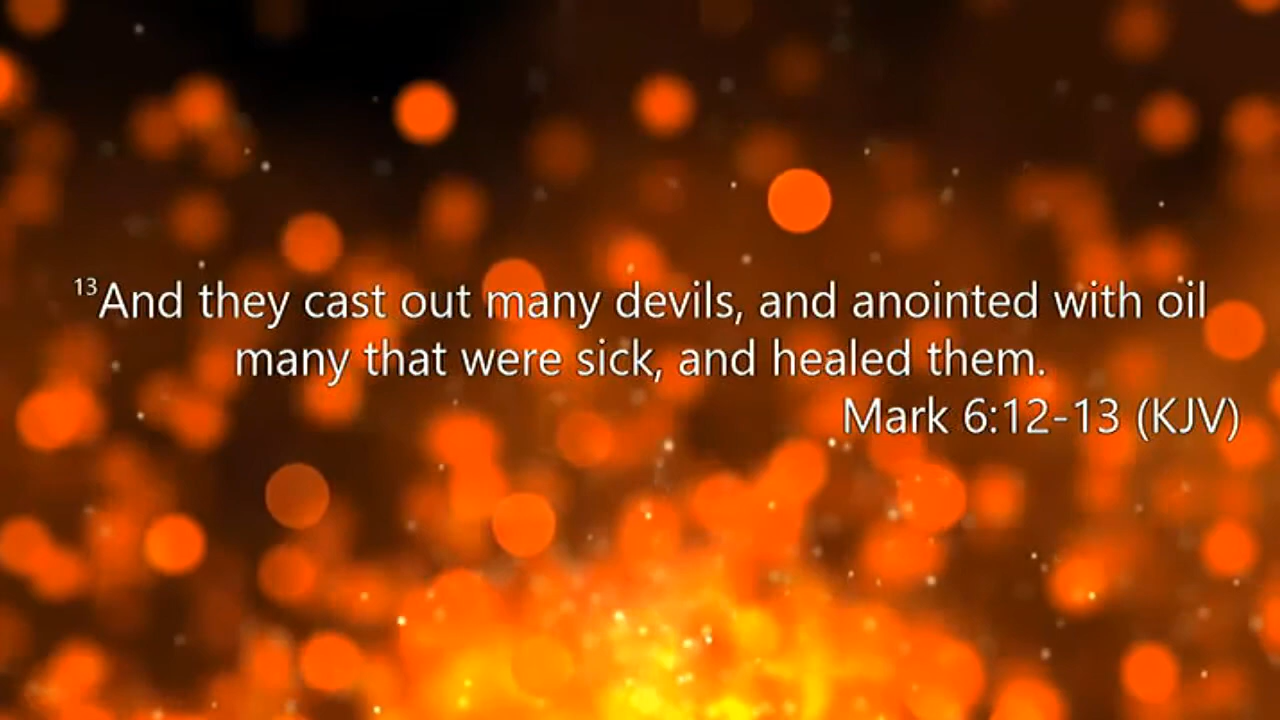 13And they cast out many devils, and anointed with oil
many that were sick, and healed them.
Mark 6:12-13 (KJV)